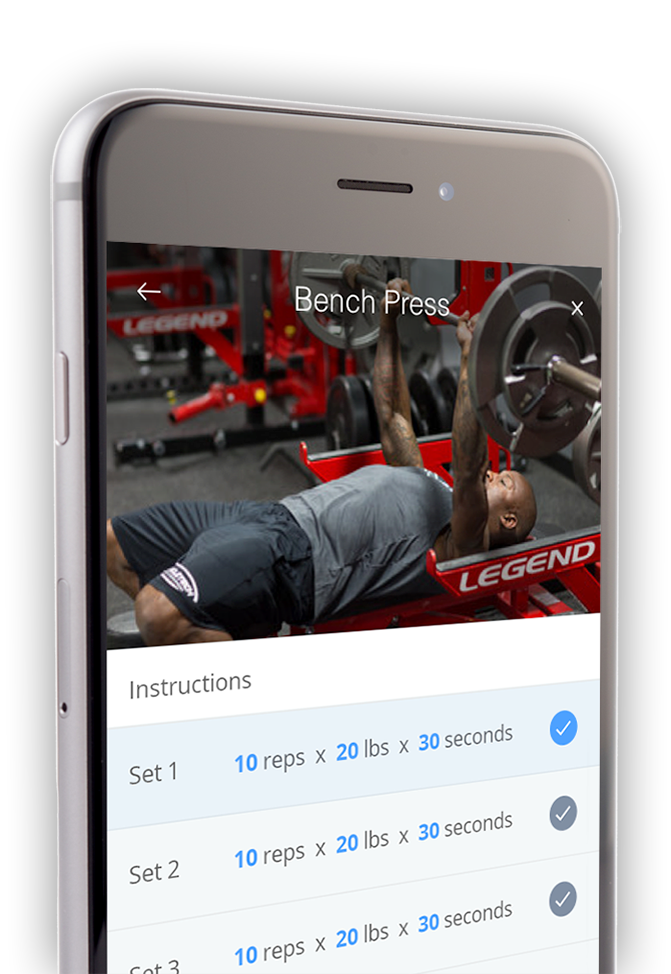 Bench Press
X
LEGEND
LEGEND
Instructions
Set 1 10 reps x 20 lbs x 30 seconds
Set 2 10 reps x 20 lbs x 30 seconds
Set 3 10 reps x 20 lbs x 30 seconds